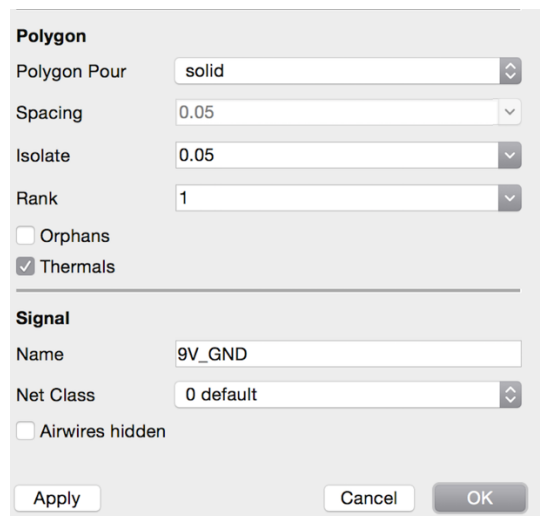 Polygon
Polygon Pour solid
Spacing 0.05
Isolate 0.05
Rank 1
Orphans
Thermals
Signal
Name 9V_GND
Net Class 0 default
Airwires hidden
Apply Cancel OK